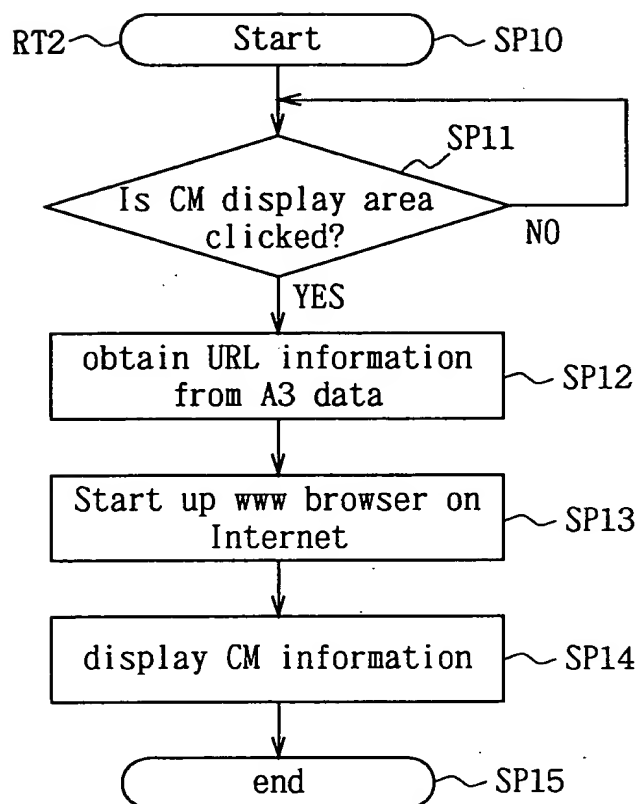 RT2
Start
SP10
SP11
Is CM display area
clicked?
NO
YES
obtain URL information
from A3 data
SP12
Start up www browser on
Internet
SP13
display CM information
SP14
end
SP15